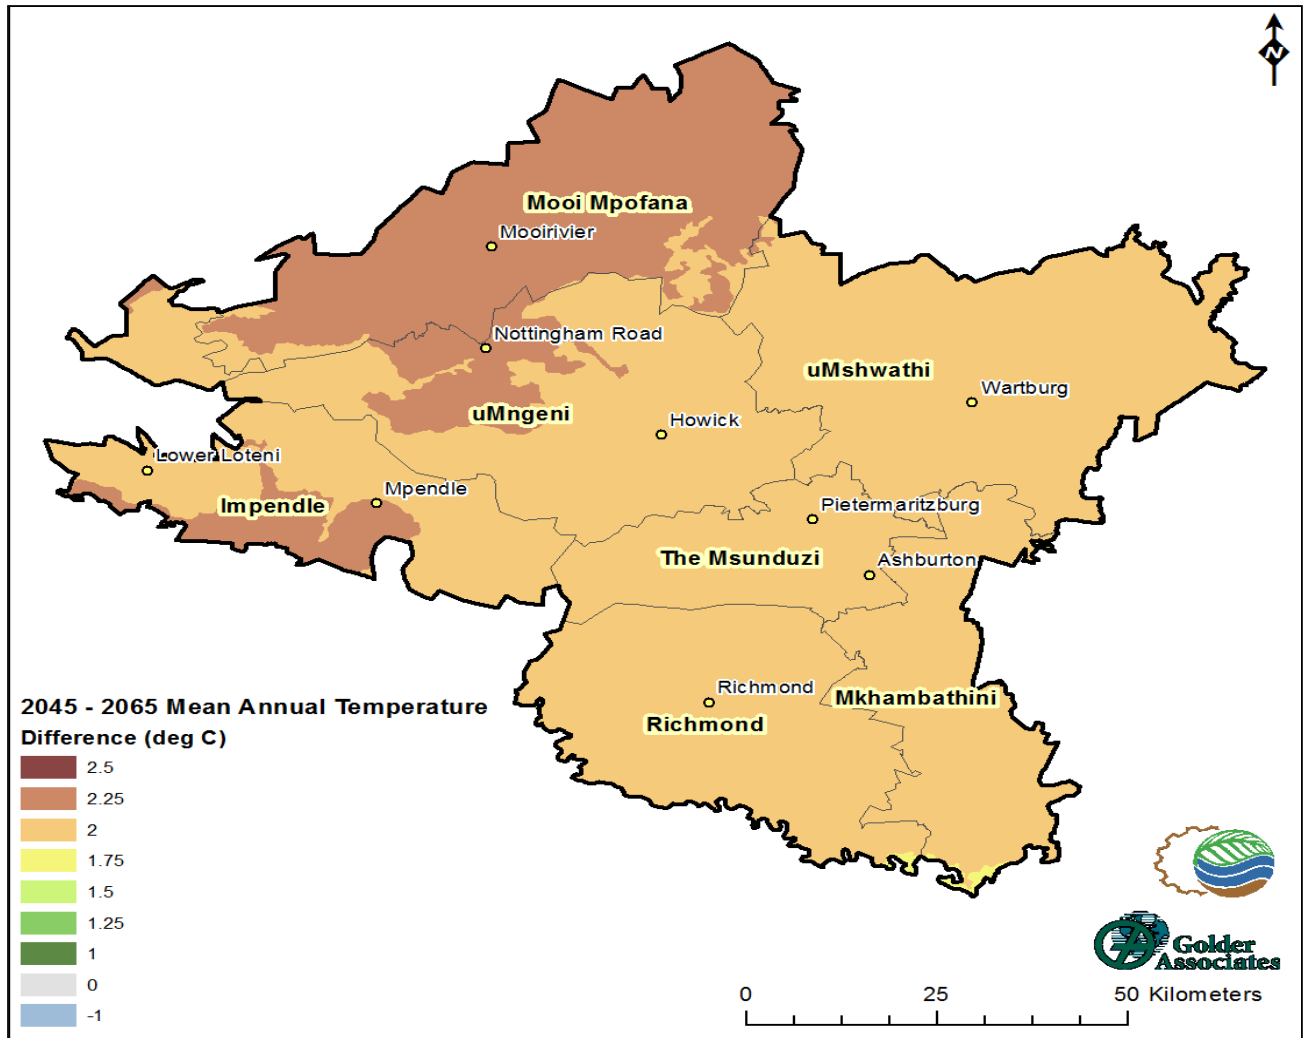 N
Mooi Mpofana
Mooirivier
Nottingham Road
uMshwathi
Wartburg
uMngeni
Howick
Lower Loteni
Mpendle
Impendle
Pietermaritzburg
The Msunduzi
Ashburton
Richmond
Mkhambathini
Richmond
2045 - 2065 Mean Annual Temperature
Difference (deg C)
2.5
2.25
2
1.75
1.5
1.25
1
0
-1
Golder
Associates
0 25 50 Kilometers